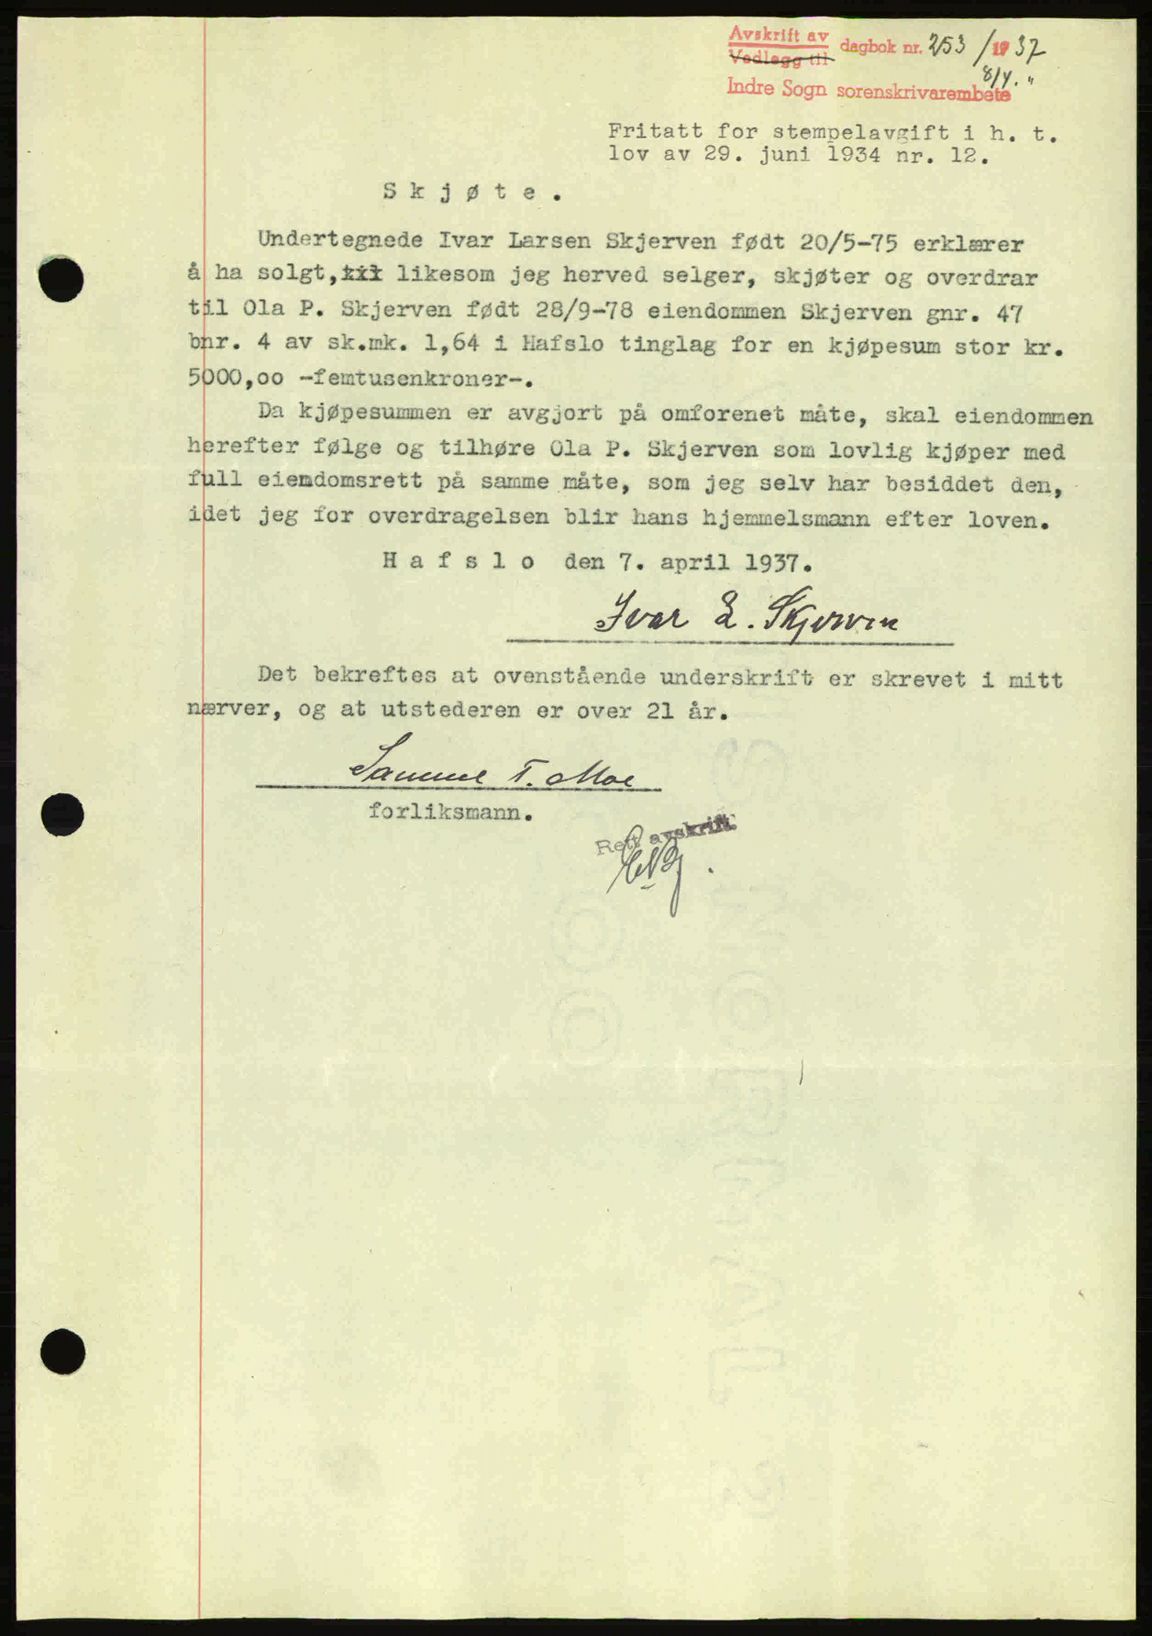 Avskrift av
Vedlegg til
dagbok nr. 253/1937
8/4. "
Indre Sogn sorenskrivarembete
Fritatt for stempelavgift i h. t.
lov av 29. juni 1934 nr. 12.
S k j ø t e .
Undertegnede Ivar Larsen Skjerven født 20/5-75 erklærer
å ha solgt, likesom jeg herved selger, skjøter og overdrar
til Ola P. Skjerven født 28/9-78 eiendommen Skjerven gnr. 47
bnr. 4 av sk.mk. 1,64 i Hafslo tinglag for en kjøpesum stor kr.
5000,oo -femtusenkroner-.
Da kjøpesummen er avgjort på omforenet måte, skal eiendommen
herefter følge og tilhøre Ola P. Skjerven som lovlig kjøper med
full eiendomsrett på samme måte, som jeg selv har besiddet den,
idet jeg for overdragelsen blir hans hjemmelsmann efter loven.
H a f s l o den 7. april 1937.
Ivar L. Skjerven
Det bekreftes at ovenstående underskrift er skrevet i mitt
nærver, og at utstederen er over 21 år.
Sammel T. Moe
forliksmann.
Rett avskrift.